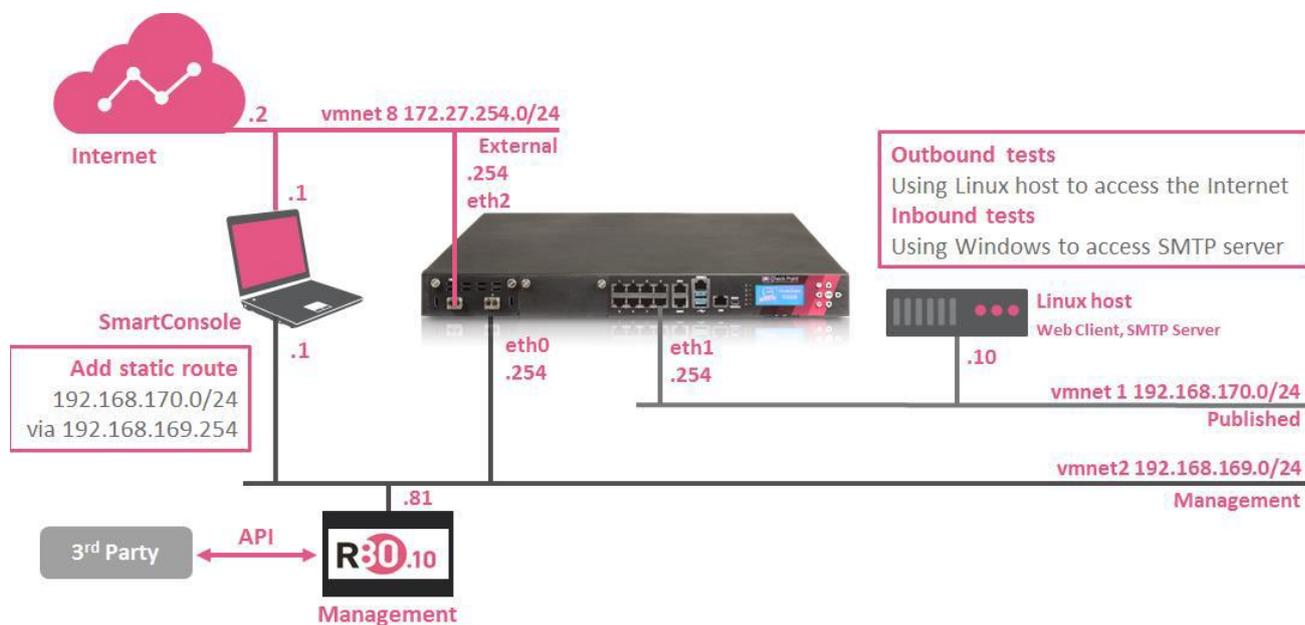 .2
vmnet 8 172.27.254.0/24
Internet
External
.254
eth2
.1
Outbound tests
Using Linux host to access the Internet
Inbound tests
Using Windows to access SMTP server
Check Point
SmartConsole
.1
Add static route
192.168.170.0/24
via 192.168.169.254
eth0
.254
eth1
.254
Linux host
Web Client, SMTP Server
.10
vmnet 1 192.168.170.0/24
Published
vmnet2 192.168.169.0/24
Management
.81
3rd Party
API
R80.10
Management